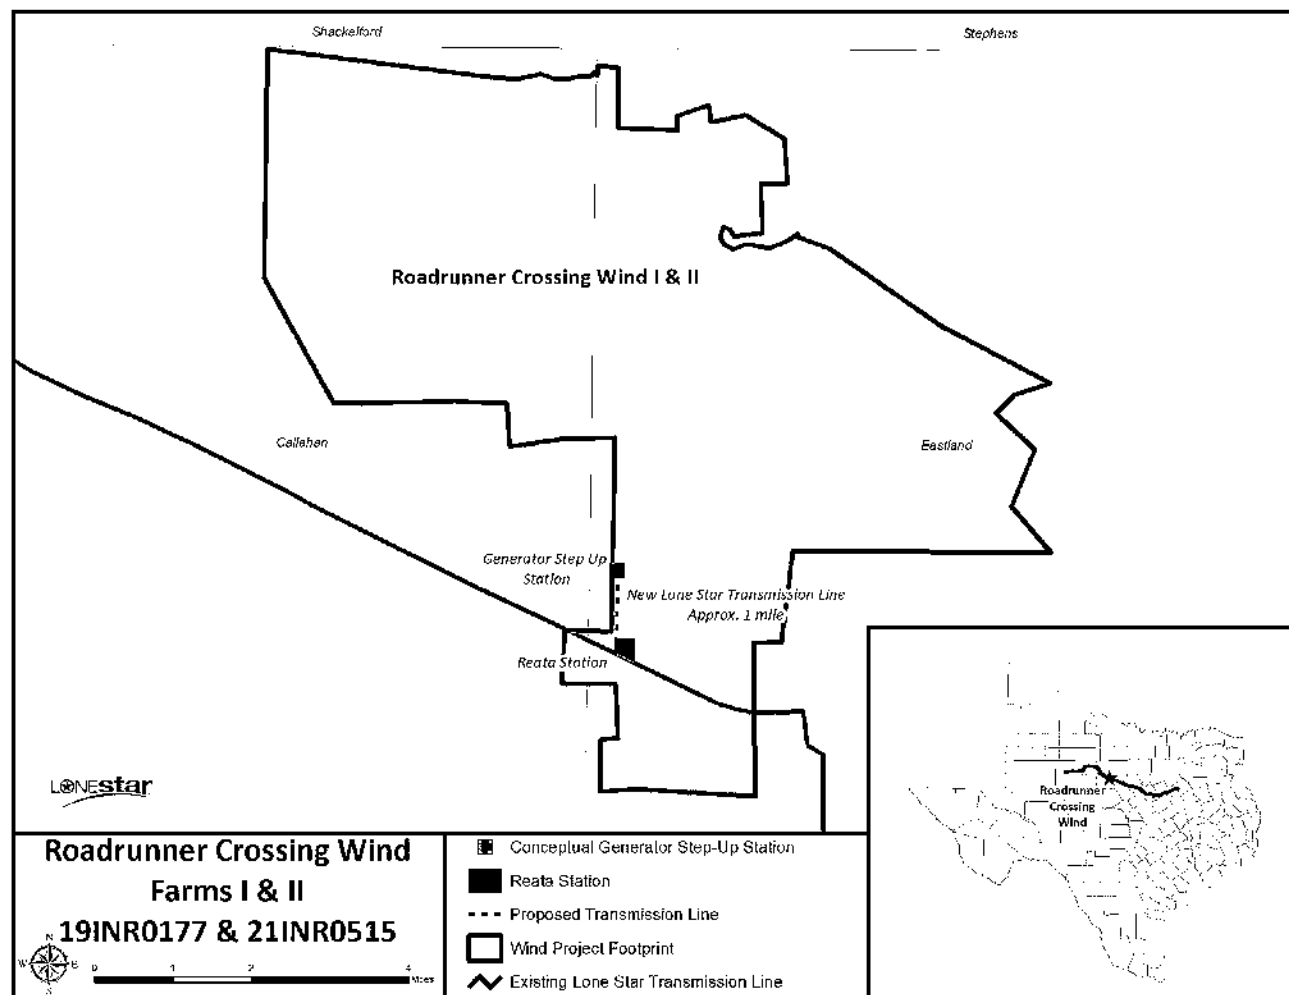 Shackelford
Stephens
Roadrunner Crossing Wind I & II
Callahan
Eastland
Generator Step Up
Station
New Lone Star Transmission Line
Approx. 1 mile
Reata Station
LONEstar
Roadrunner
Crossing
Wind
Roadrunner Crossing Wind
Farms I & II
19INR0177 & 21INR0515
N
W
E
S
0 1 2 4
Miles
Conceptual Generator Step-Up Station
Reata Station
Proposed Transmission Line
Wind Project Footprint
Existing Lone Star Transmission Line